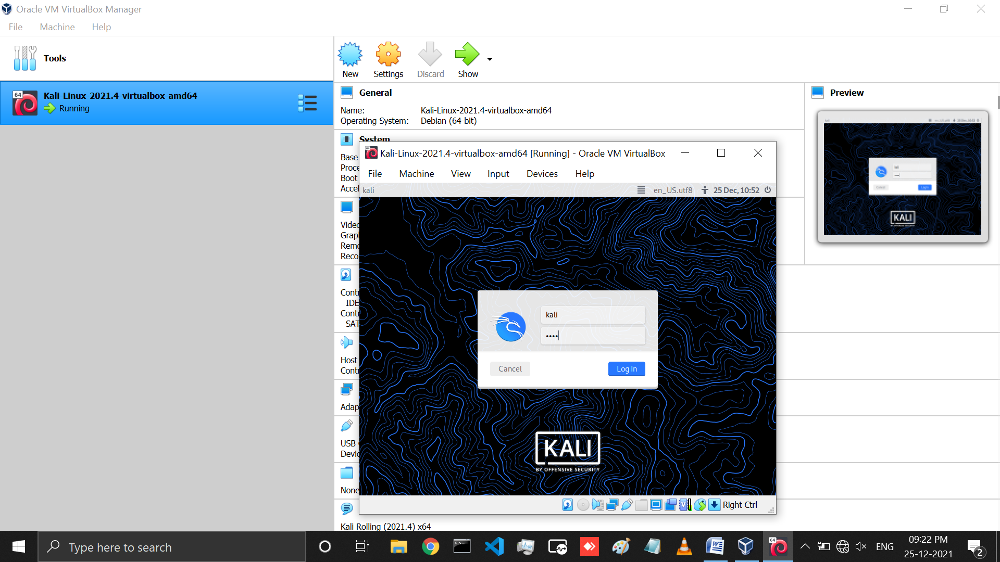 Oracle VM VirtualBox Manager
File Machine Help
Tools
64
Kali-Linux-2021.4-virtualbox-amd64
Running
New Settings Discard Show
General
Name: Kali-Linux-2021.4-virtualbox-amd64
Operating System: Debian (64-bit)
Preview
KALI
System
Base
Proce
Boot
Accel
Video
Grap
Remo
Reco
Contr
IDE
Contr
SAT
Host
Contr
Adap
USB
Devic
None
Kali Rolling (2021.4) x64
64
Kali-Linux-2021.4-virtualbox-amd64 [Running] - Oracle VM VirtualBox
File Machine View Input Devices Help
kali en_US.utf8 25 Dec, 10:52
kali
••••
Cancel Log In
KALI
BY OFFENSIVE SECURITY
Right Ctrl
Type here to search
64
ENG
09:22 PM
25-12-2021
2